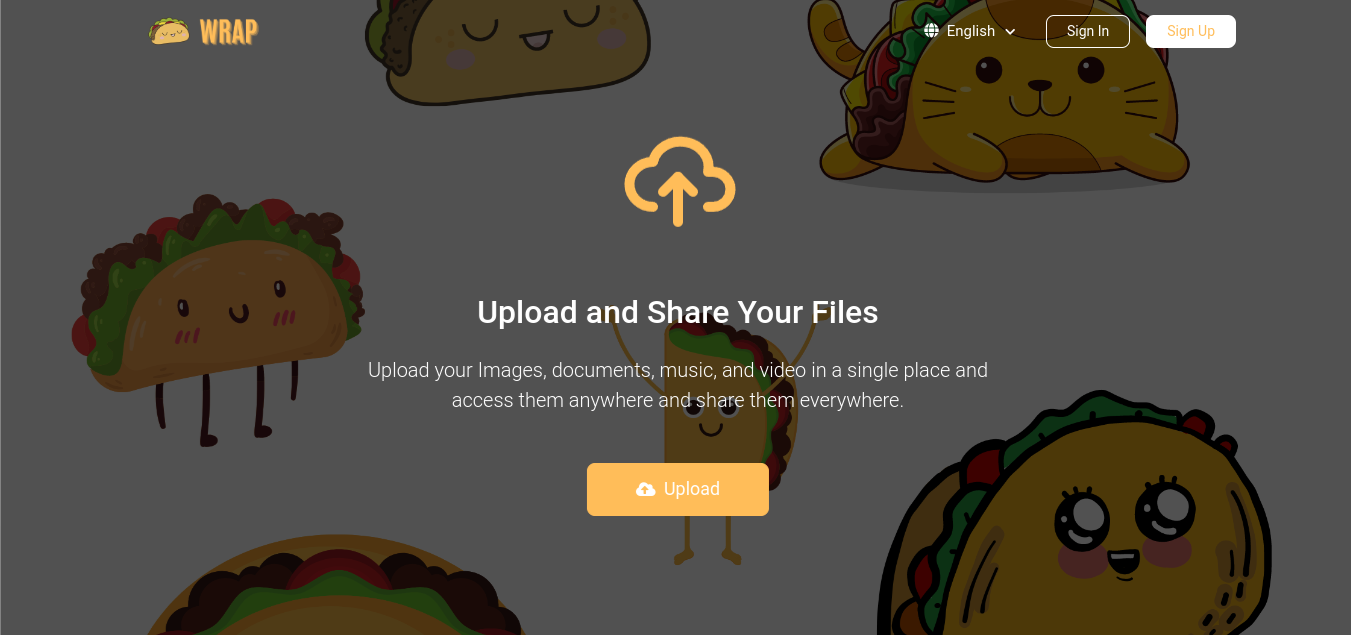 WRAP
English
Sign In
Sign Up
Upload and Share Your Files
Upload your Images, documents, music, and video in a single place and
access them anywhere and share them everywhere.
Upload